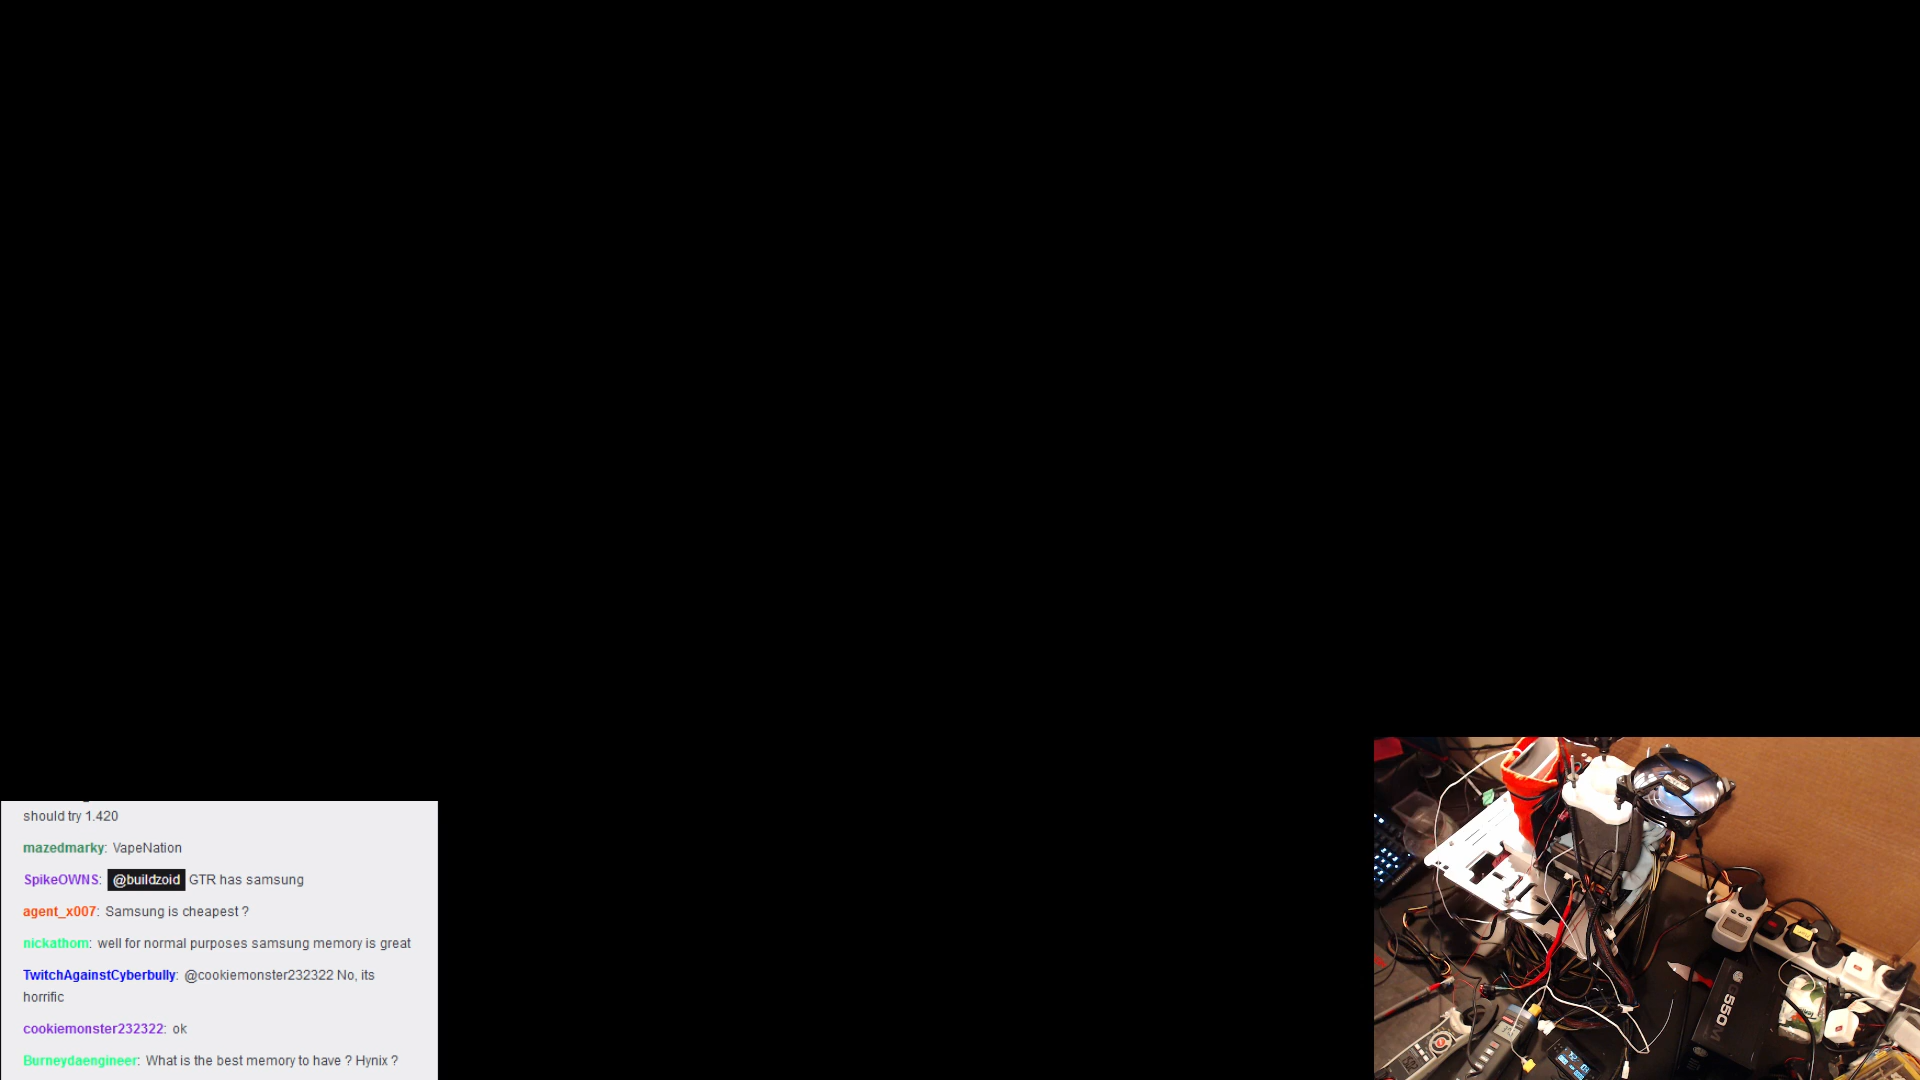 should try 1.420
mazedmarky: VapeNation
SpikeOWNS: @buildzoid GTR has samsung
agent_x007: Samsung is cheapest ?
nickathom: well for normal purposes samsung memory is great
TwitchAgainstCyberbully: @cookiemonster232322 No, its
horrific
cookiemonster232322: ok
Burneydaengineer: What is the best memory to have ? Hynix ?
G550M